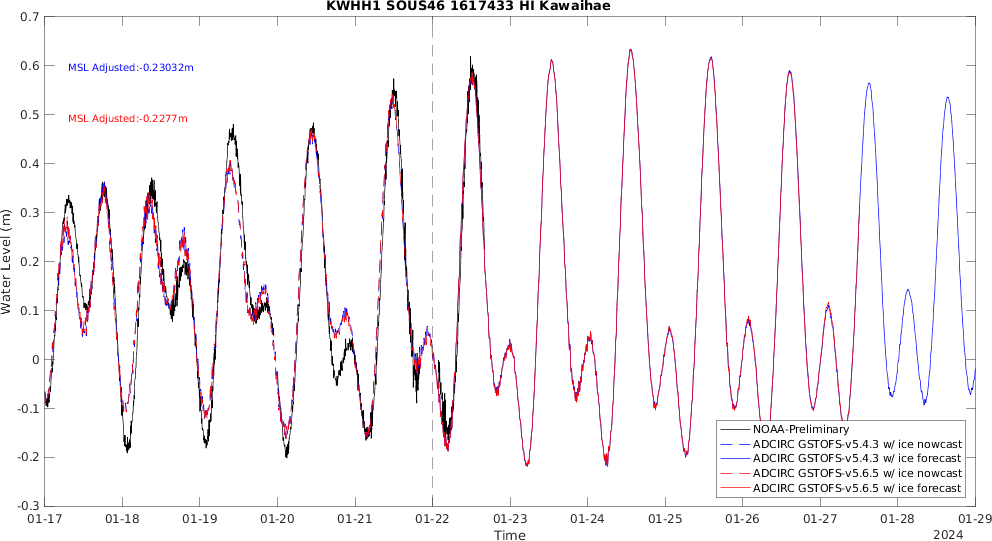 KWHH1 SOUS46 1617433 HI Kawaihae
0.7
0.6
0.5
0.4
0.3
0.2
0.1
0
-0.1
-0.2
-0.3
Water Level (m)
MSL Adjusted:-0.23032m
MSL Adjusted:-0.2277m
NOAA-Preliminary
ADCIRC GSTOFS-v5.4.3 w/ ice nowcast
ADCIRC GSTOFS-v5.4.3 w/ ice forecast
ADCIRC GSTOFS-v5.6.5 w/ ice nowcast
ADCIRC GSTOFS-v5.6.5 w/ ice forecast
01-17 01-18 01-19 01-20 01-21 01-22 01-23 01-24 01-25 01-26 01-27 01-28 01-29
Time
2024